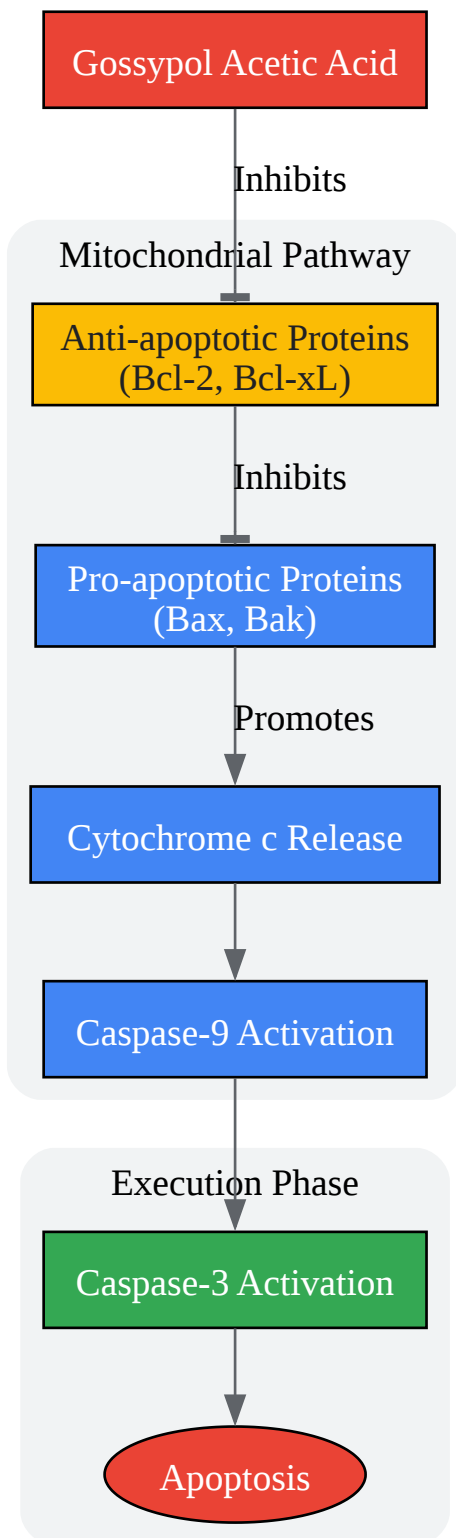 Gossypol Acetic Acid
Inhibits
Mitochondrial Pathway
Anti-apoptotic Proteins
(Bcl-2, Bcl-xL)
Inhibits
Pro-apoptotic Proteins
(Bax, Bak)
Promotes
Cytochrome c Release
Caspase-9 Activation
Execution Phase
Caspase-3 Activation
Apoptosis